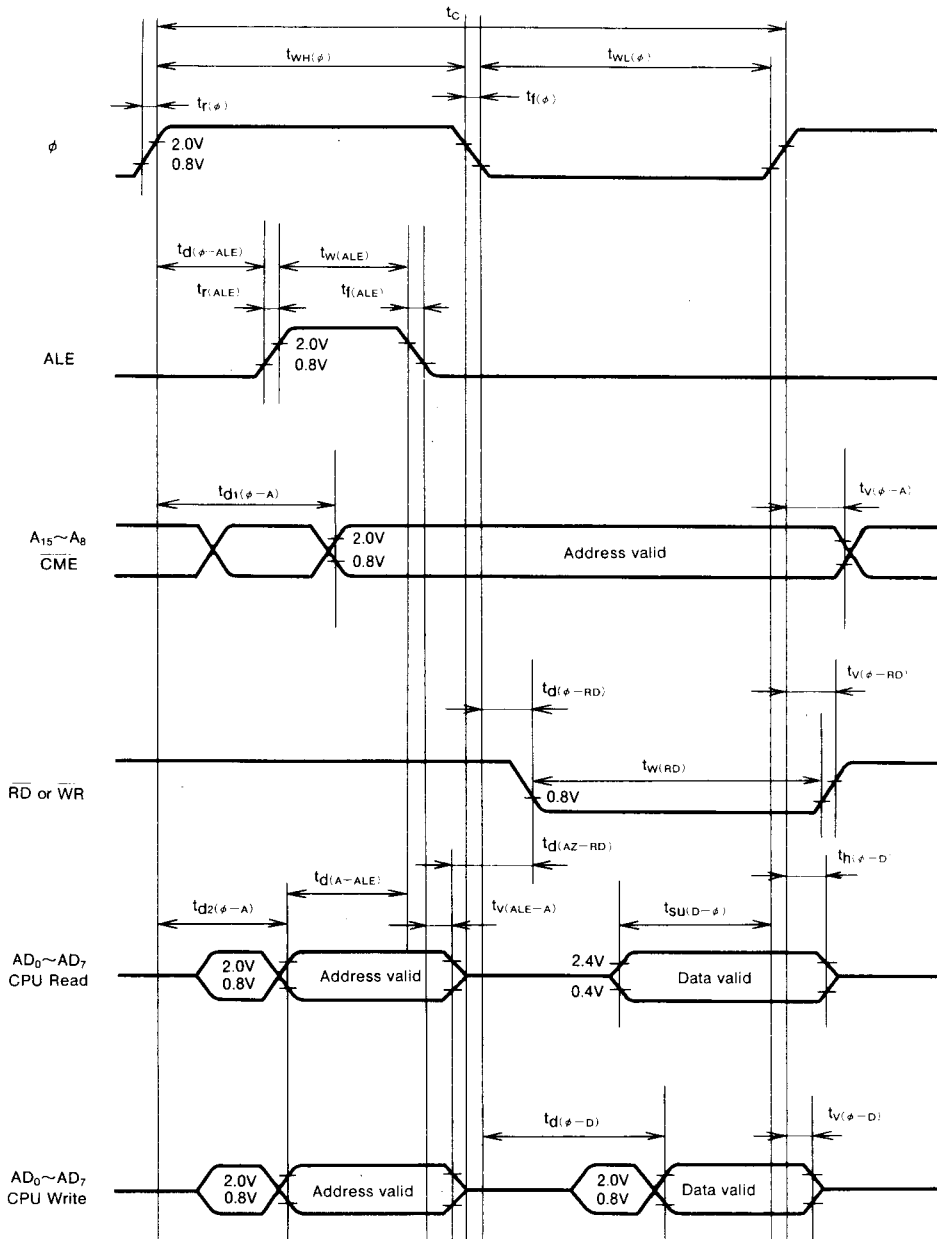 tC
tWH(φ)
tWL(φ)
tr(φ)
tf(φ)
φ
2.0V
0.8V
td(φ−ALE)
tW(ALE)
tr(ALE)
tf(ALE)
ALE
2.0V
0.8V
td1(φ−A)
tV(φ−A)
A15~A8
CME
2.0V
0.8V
Address valid
td(φ−RD)
tV(φ−RD)
tW(RD)
RD or WR
0.8V
td(AZ−RD)
th(φ−D)
td(A−ALE)
td2(φ−A)
tV(ALE−A)
tSU(D−φ)
AD0~AD7
CPU Read
2.0V
0.8V
Address valid
2.4V
0.4V
Data valid
td(φ−D)
tV(φ−D)
AD0~AD7
CPU Write
2.0V
0.8V
Address valid
2.0V
0.8V
Data valid